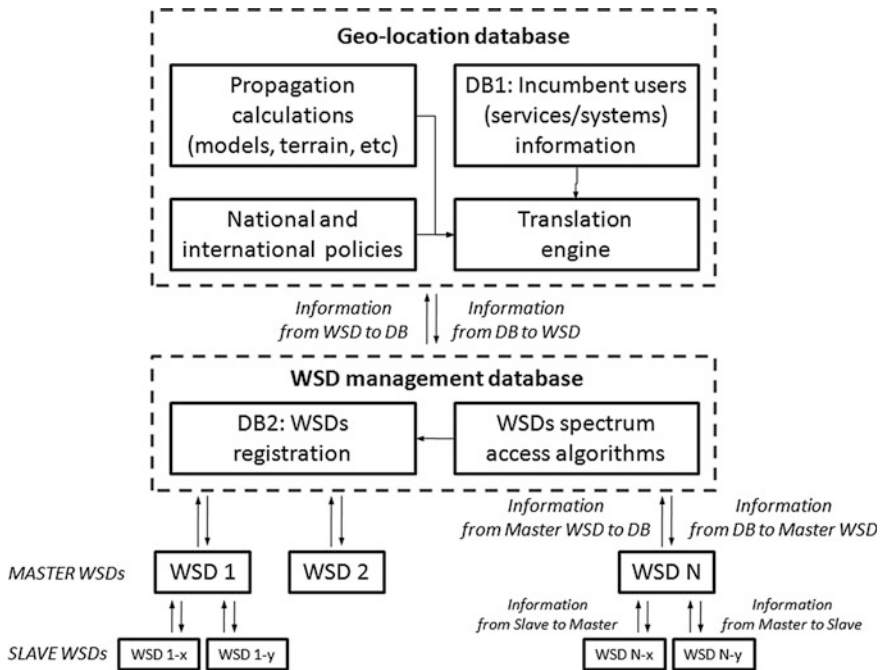 Geo-location database
Propagation
calculations
(models, terrain, etc)
DB1: Incumbent users
(services/systems)
information
National and
international policies
Translation
engine
Information
from WSD to DB
Information
from DB to WSD
WSD management database
DB2: WSDs
registration
WSDs spectrum
access algorithms
Information
from Master WSD to DB
Information
from DB to Master WSD
MASTER WSDs
WSD 1
WSD 2
WSD N
Information
from Slave to Master
Information
from Master to Slave
SLAVE WSDs
WSD 1-x
WSD 1-y
WSD N-x
WSD N-y